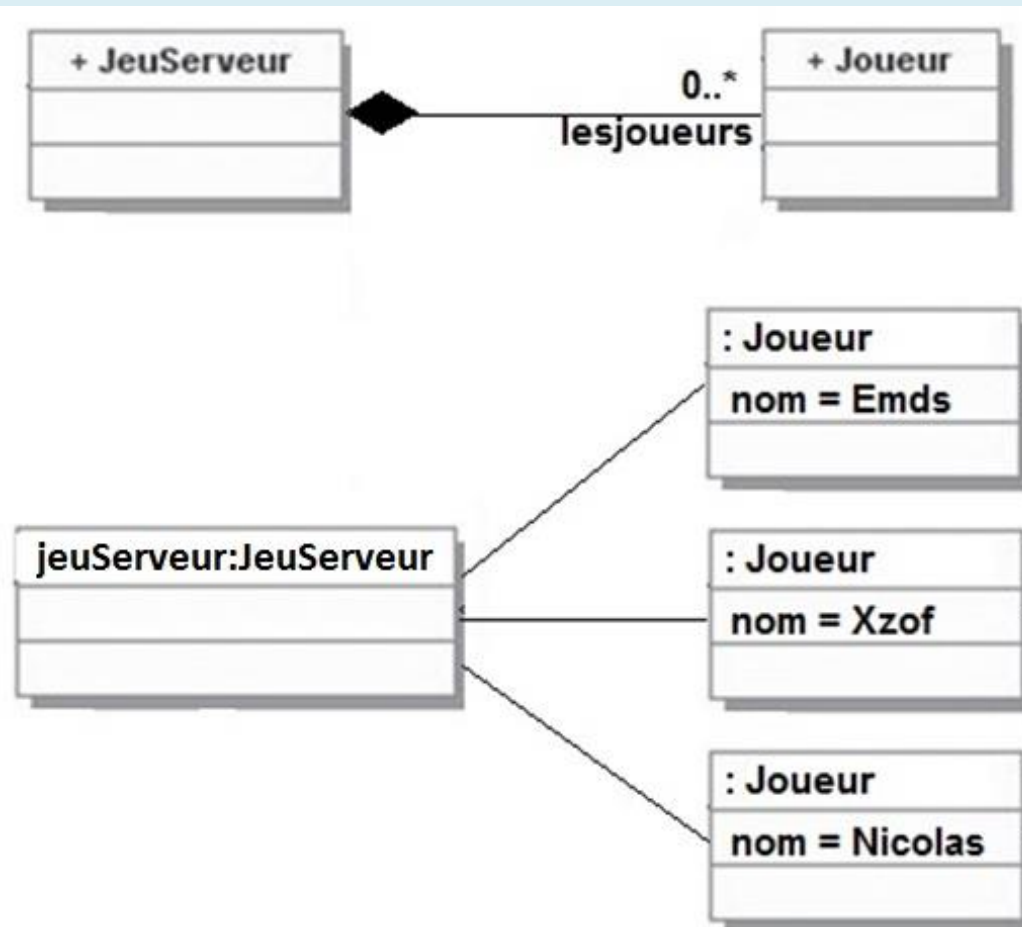 + JeuServeur
+ Joueur
0..*
lesjoueurs
: Joueur
nom = Emds
jeuServeur:JeuServeur
: Joueur
nom = Xzof
: Joueur
nom = Nicolas